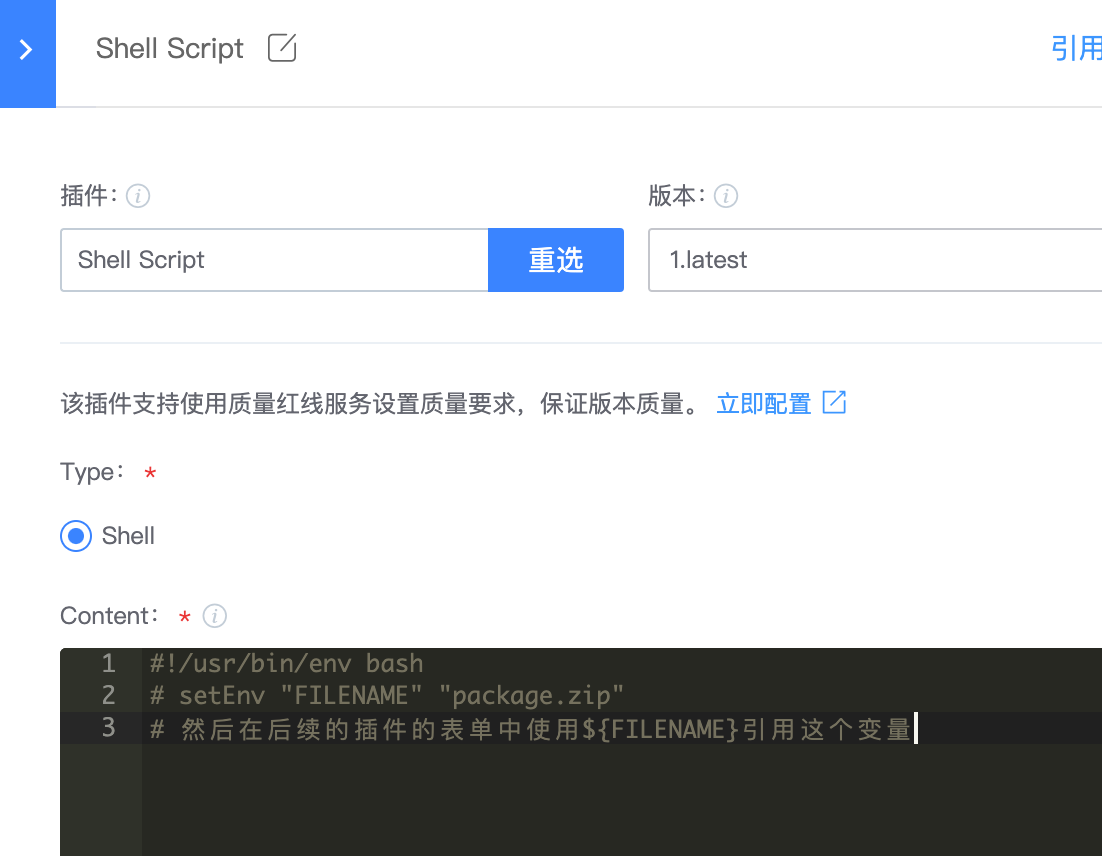 Shell Script
引用
插件：
版本：
Shell Script
重选
1.latest
该插件支持使用质量红线服务设置质量要求，保证版本质量。 立即配置
Type： *
Shell
Content： *
1 #!/usr/bin/env bash
2 # setEnv "FILENAME" "package.zip"
3 # 然后在后续的插件的表单中使用${FILENAME}引用这个变量